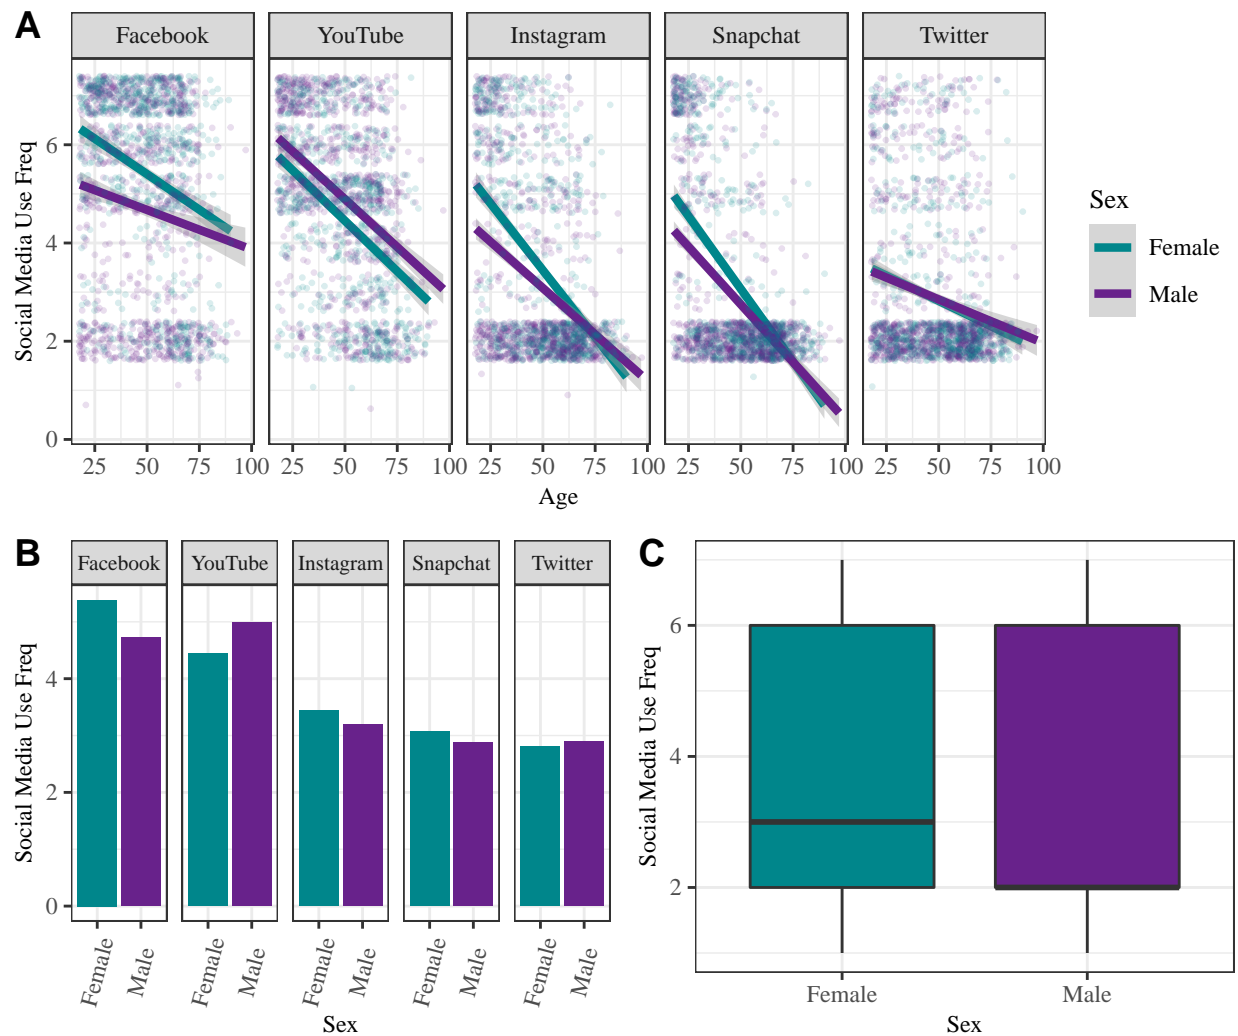 A
Facebook YouTube Instagram Snapchat Twitter
Social Media Use Freq
6
4
2
0
25 50 75 100 25 50 75 100 25 50 75 100 25 50 75 100 25 50 75 100
Age
Sex
Female
Male
B
Facebook YouTube Instagram Snapchat Twitter
Social Media Use Freq
4
2
0
Female Male Female Male Female Male Female Male Female Male
Sex
C
Social Media Use Freq
6
4
2
Female Male
Sex